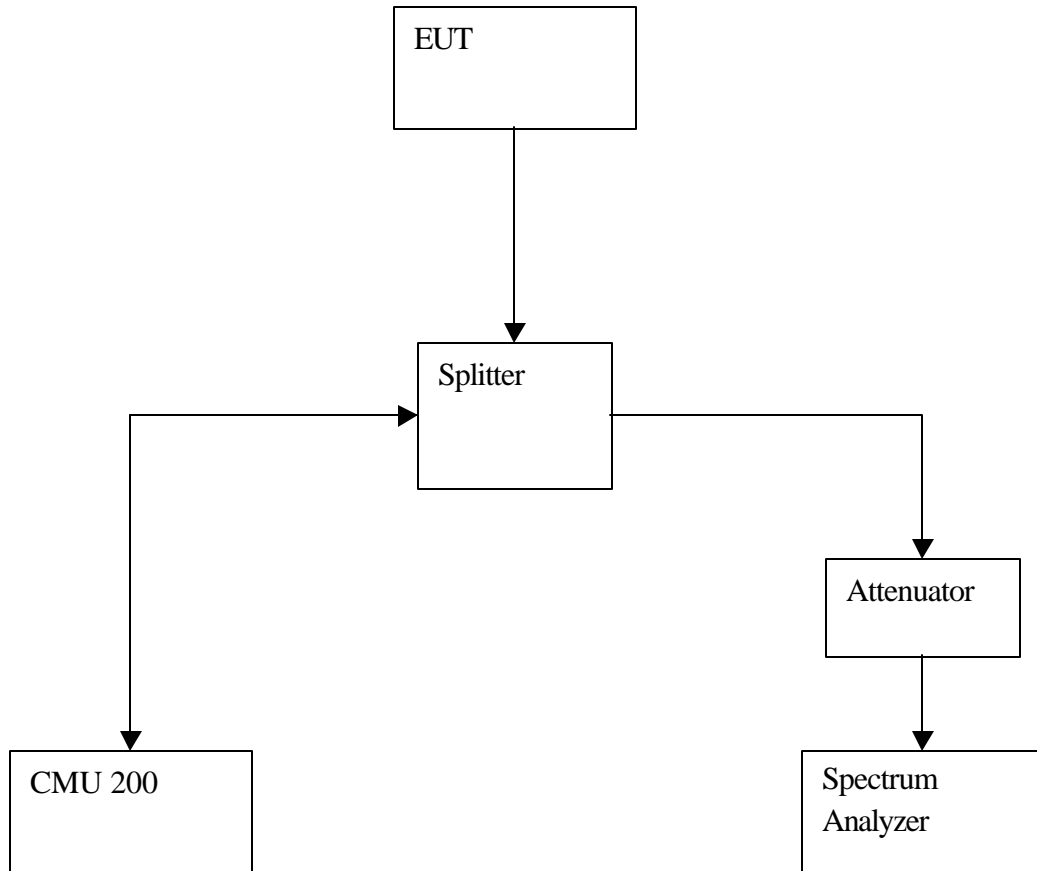 EUT
Splitter
Attenuator
CMU 200
Spectrum
Analyzer